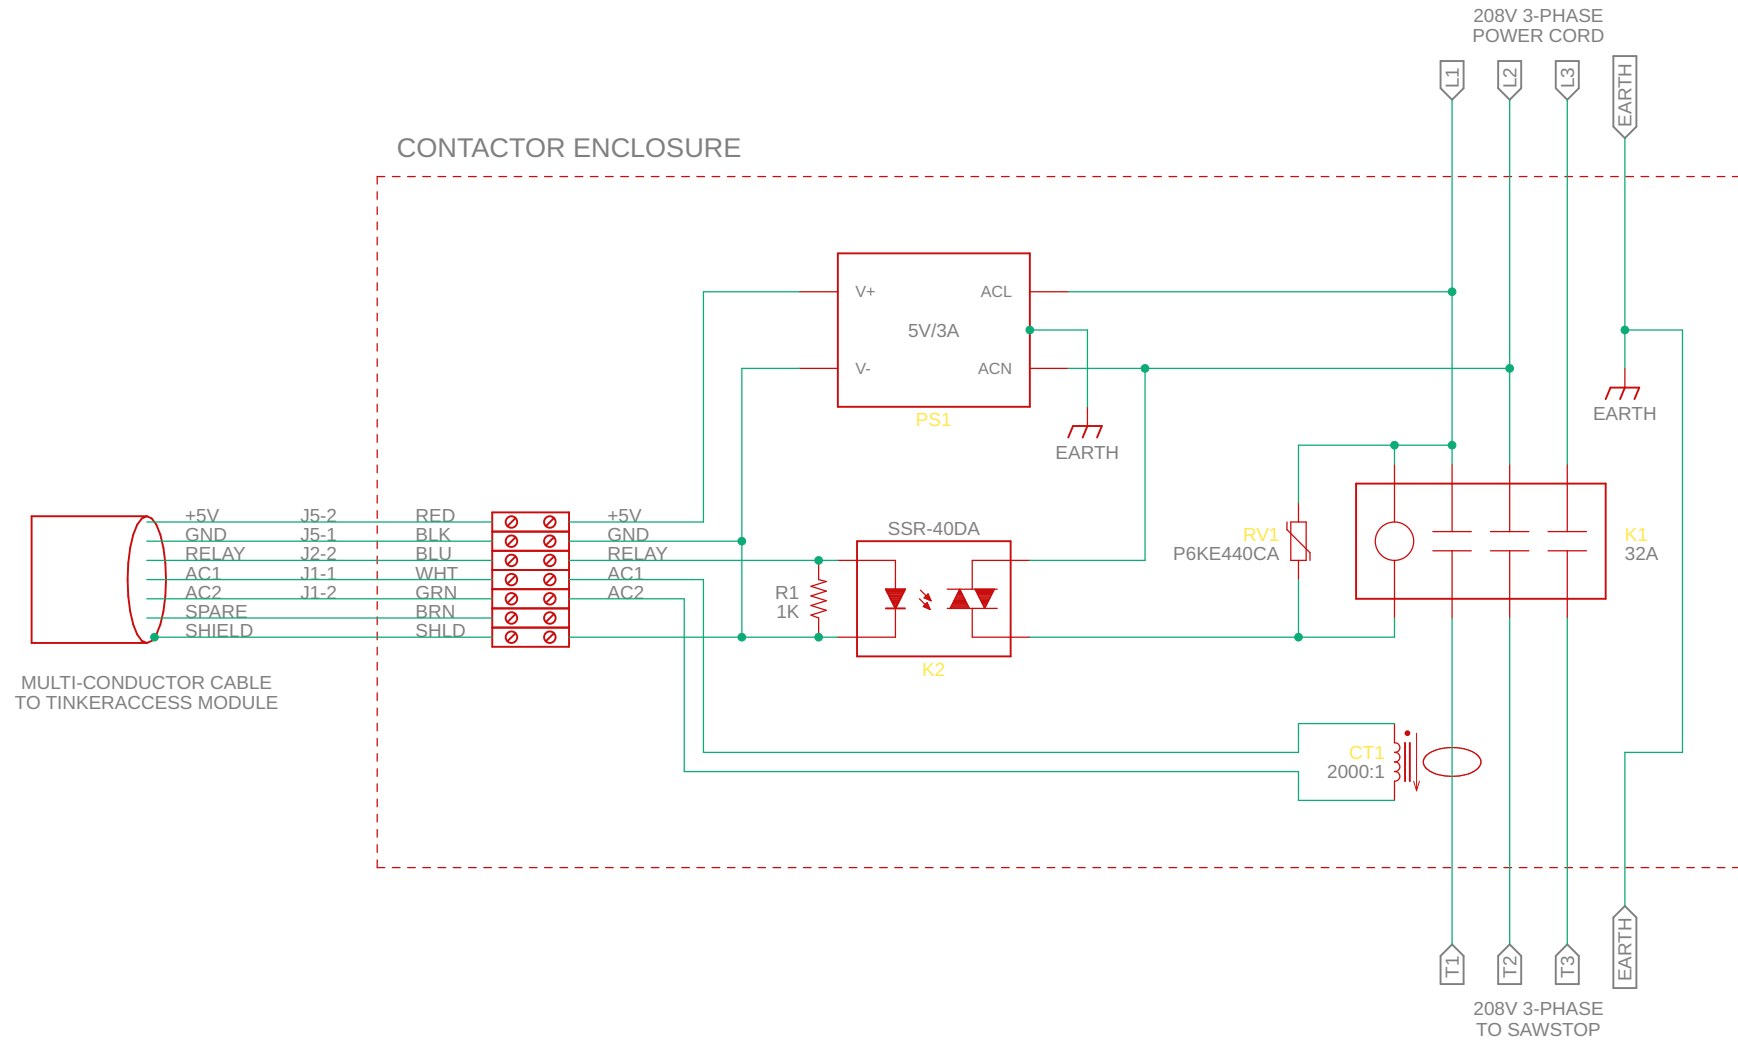 208V 3-PHASE
POWER CORD
L1
L2
L3
EARTH
CONTACTOR ENCLOSURE
V+
ACL
5V/3A
V-
ACN
PS1
EARTH
EARTH
+5V J5-2 RED +5V
GND J5-1 BLK GND
RELAY J2-2 BLU RELAY
AC1 J1-1 WHT AC1
AC2 J1-2 GRN AC2
SPARE BRN
SHIELD SHLD
SSR-40DA
R1
1K
K2
RV1
P6KE440CA
K1
32A
MULTI-CONDUCTOR CABLE
TO TINKERACCESS MODULE
CT1
2000:1
T1
T2
T3
EARTH
208V 3-PHASE
TO SAWSTOP